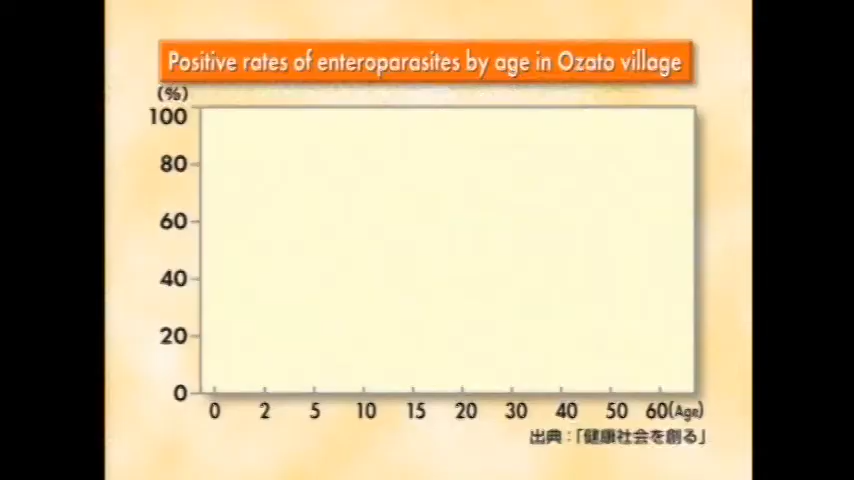 Positive rates of enteroparasites by age in Ozato village
(%)
100
80
60
40
20
0
0 2 5 10 15 20 30 40 50 60(Age)
出典:「健康社会を創る」